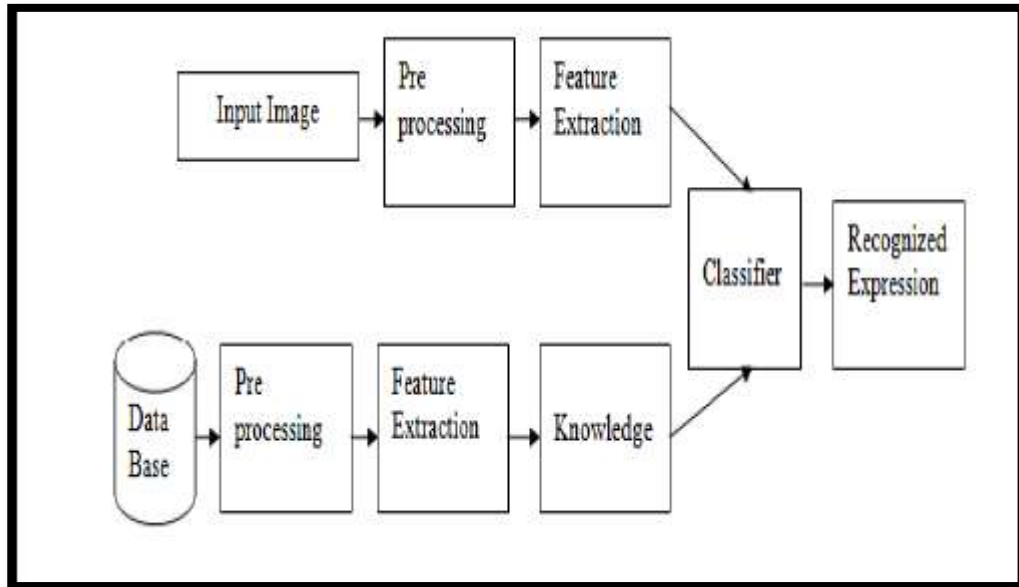 Input Image
Pre
processing
Feature
Extraction
Classifier
Recognized
Expression
Data
Base
Pre
processing
Feature
Extraction
Knowledge